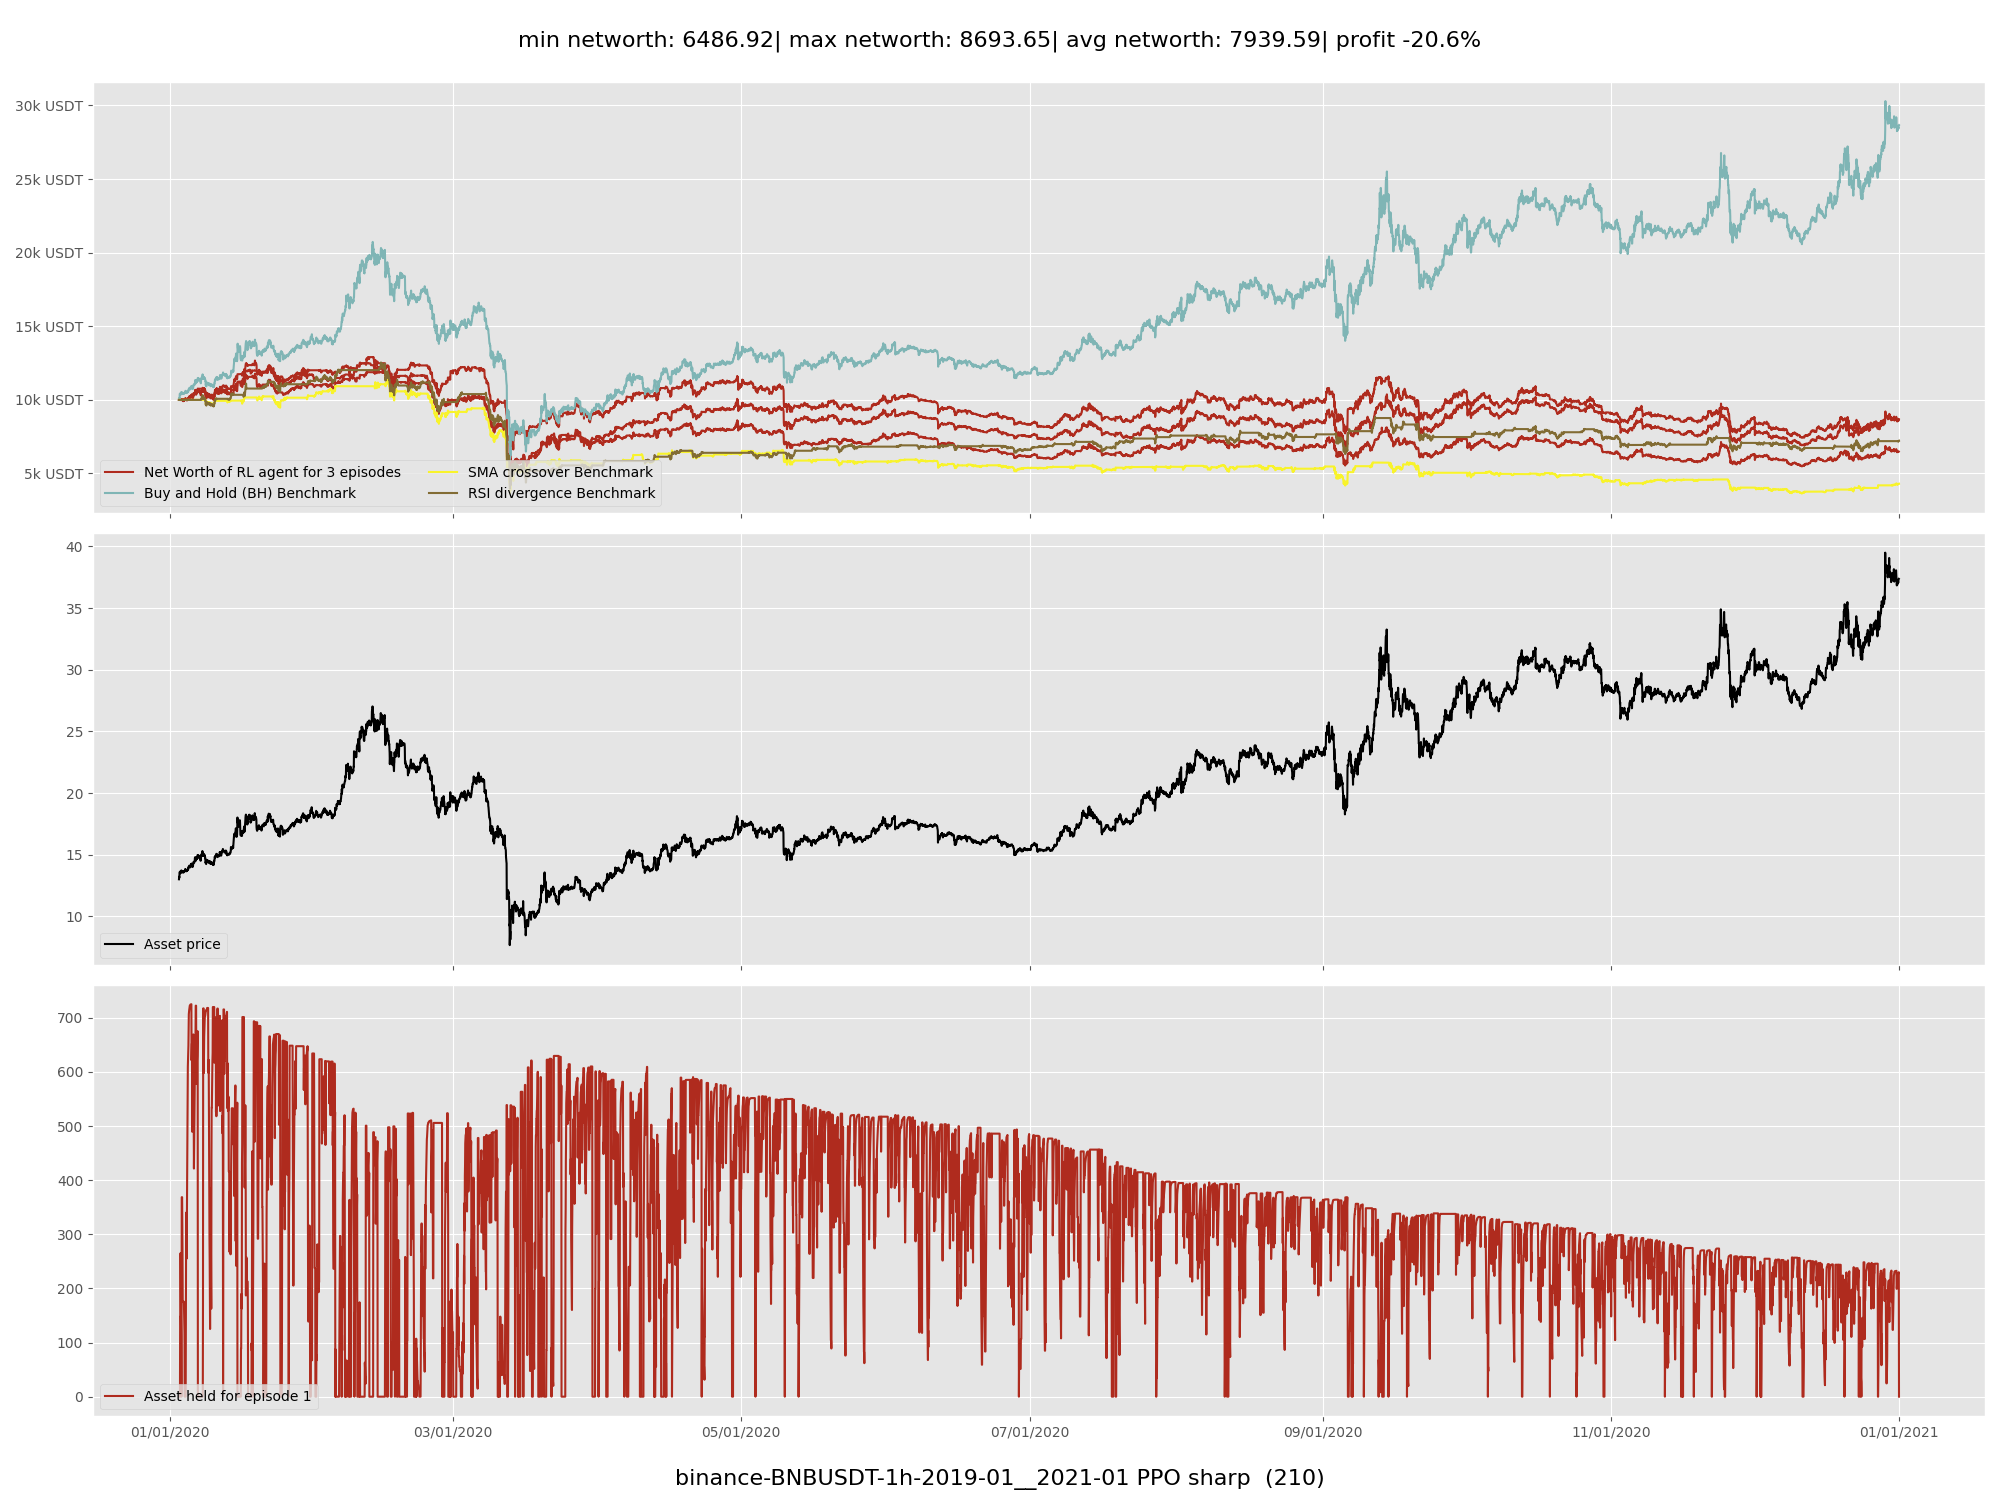 min networth: 6486.92| max networth: 8693.65| avg networth: 7939.59| profit -20.6%
30k USDT
25k USDT
20k USDT
15k USDT
10k USDT
5k USDT
Net Worth of RL agent for 3 episodes
Buy and Hold (BH) Benchmark
SMA crossover Benchmark
RSI divergence Benchmark
40
35
30
25
20
15
10
Asset price
700
600
500
400
300
200
100
0
Asset held for episode 1
01/01/2020 03/01/2020 05/01/2020 07/01/2020 09/01/2020 11/01/2020 01/01/2021
binance-BNBUSDT-1h-2019-01__2021-01 PPO sharp (210)